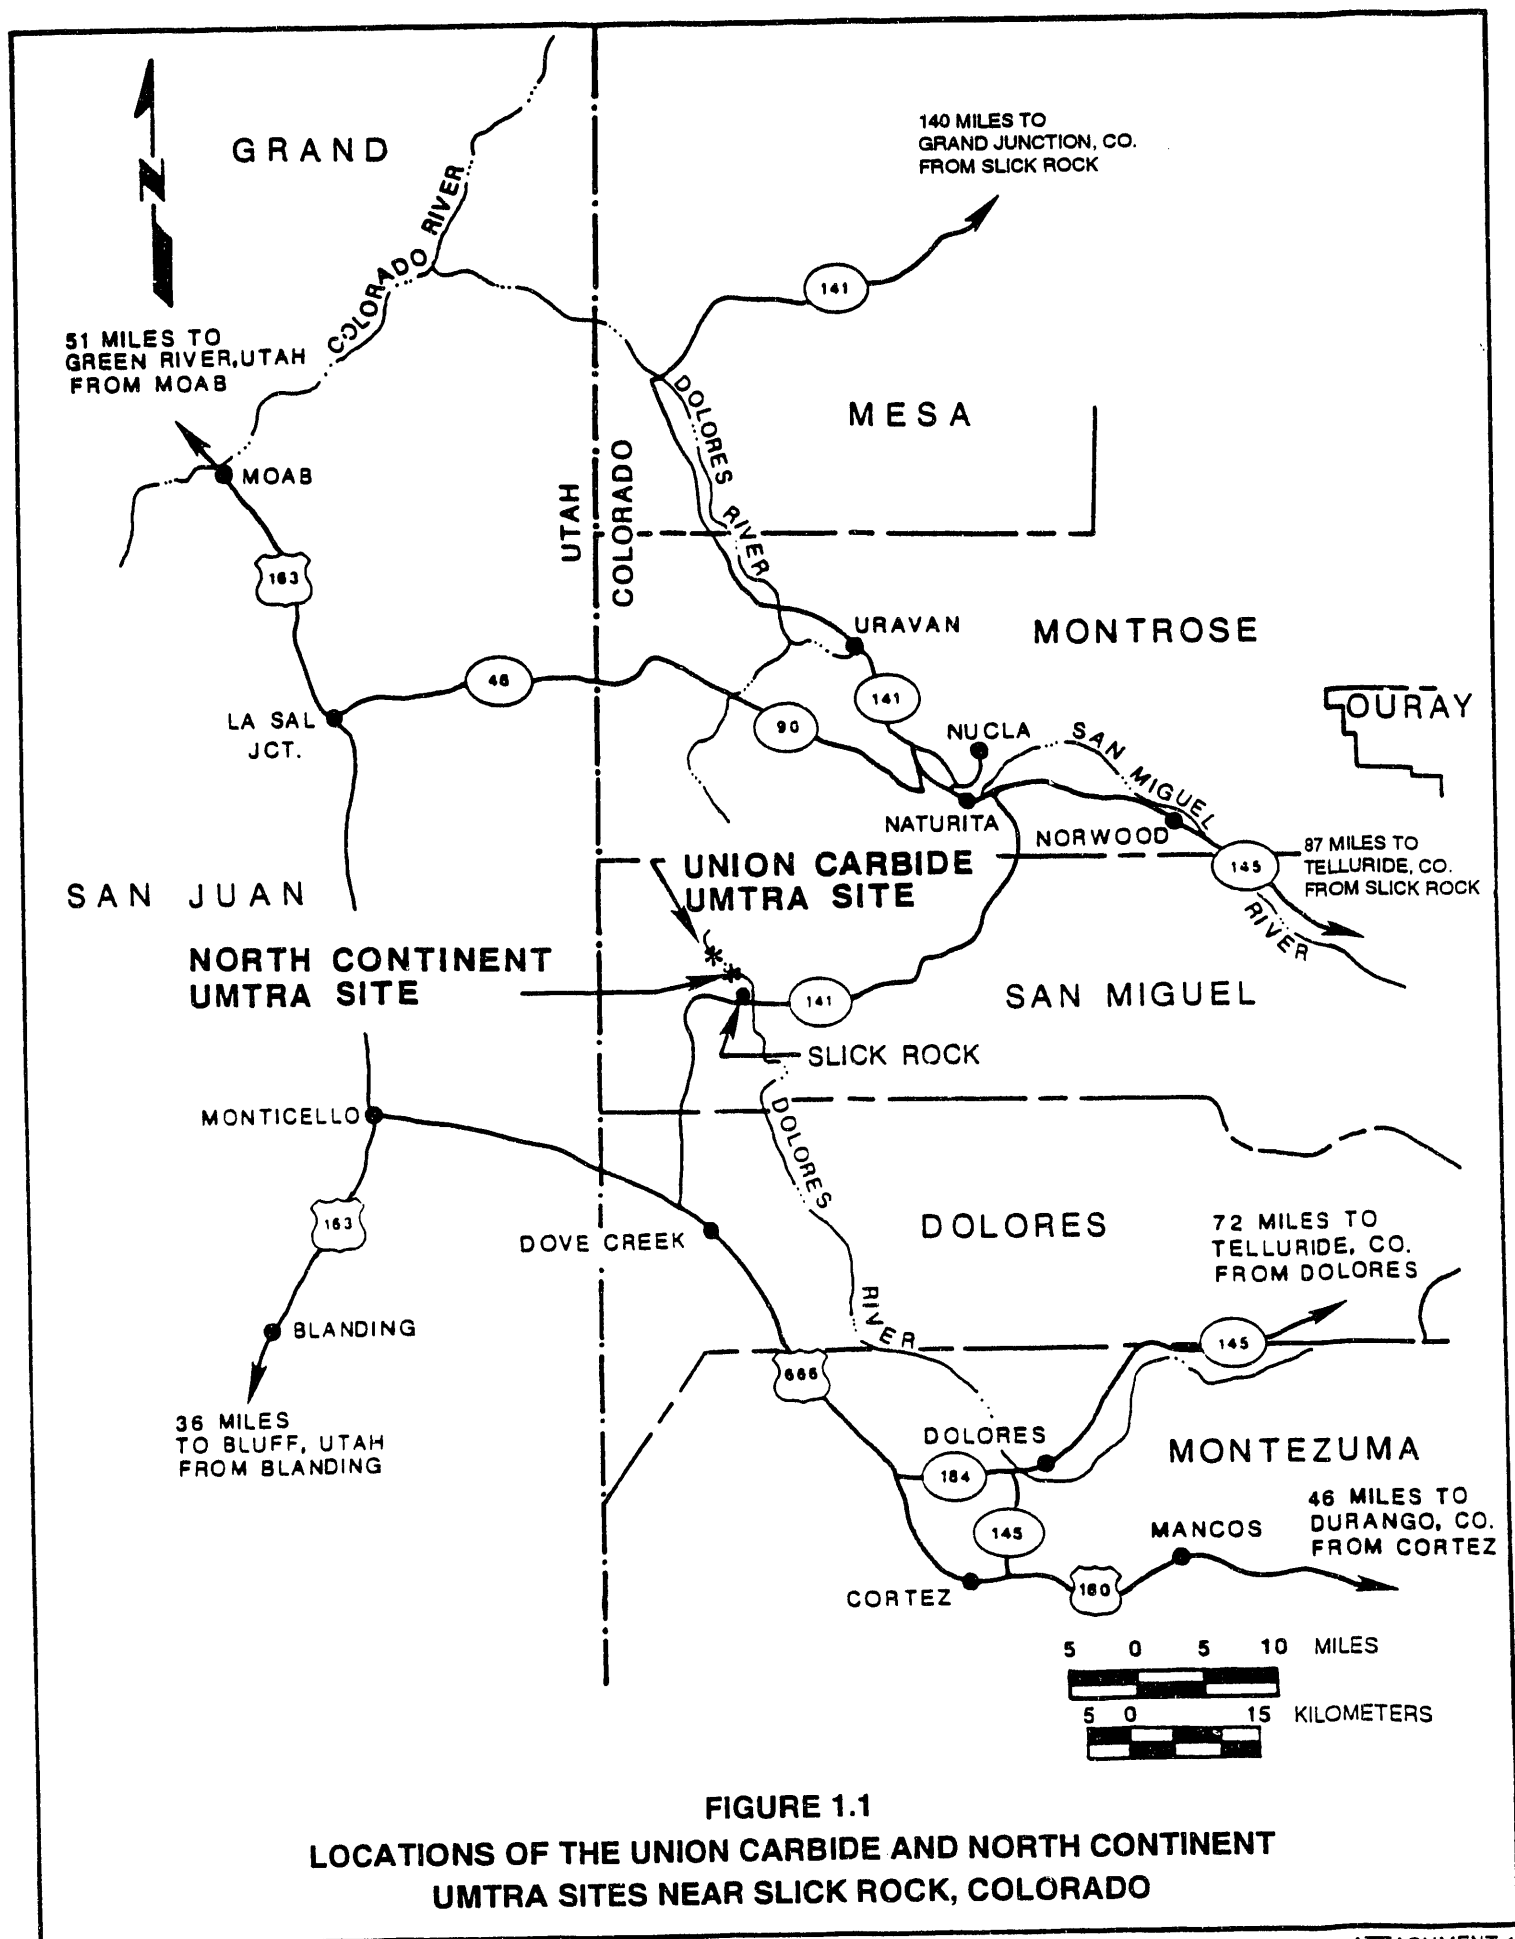 N
GRAND
COLORADO RIVER
140 MILES TO
GRAND JUNCTION, CO.
FROM SLICK ROCK
141
51 MILES TO
GREEN RIVER, UTAH
FROM MOAB
DOLORES RIVER
MESA
MOAB
UTAH
COLORADO
163
URAVAN
MONTROSE
46
141
OURAY
LA SAL
JCT.
90
NUCLA
SAN MIGUEL
RIVER
NATURITA
NORWOOD
145
87 MILES TO
TELLURIDE, CO.
FROM SLICK ROCK
UNION CARBIDE
UMTRA SITE
SAN JUAN
NORTH CONTINENT
UMTRA SITE
141
SAN MIGUEL
SLICK ROCK
MONTICELLO
DOLORES
RIVER
163
DOVE CREEK
DOLORES
72 MILES TO
TELLURIDE, CO.
FROM DOLORES
BLANDING
145
666
36 MILES
TO BLUFF, UTAH
FROM BLANDING
DOLORES
184
MONTEZUMA
46 MILES TO
DURANGO, CO.
FROM CORTEZ
145
MANCOS
CORTEZ
160
5 0 5 10 MILES
5 0 15 KILOMETERS
FIGURE 1.1
LOCATIONS OF THE UNION CARBIDE AND NORTH CONTINENT
UMTRA SITES NEAR SLICK ROCK, COLORADO